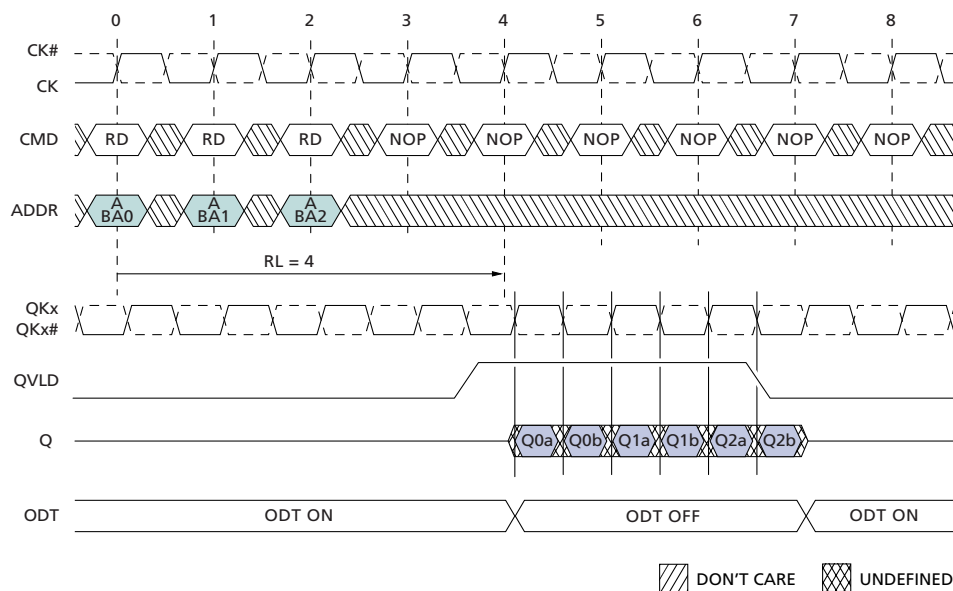 0 1 2 3 4 5 6 7 8
CK#
CK
CMD RD RD RD NOP NOP NOP NOP NOP NOP
ADDR A BA0 A BA1 A BA2
RL = 4
QKx
QKx#
QVLD
Q Q0a Q0b Q1a Q1b Q2a Q2b
ODT ODT ON ODT OFF ODT ON
DON'T CARE UNDEFINED